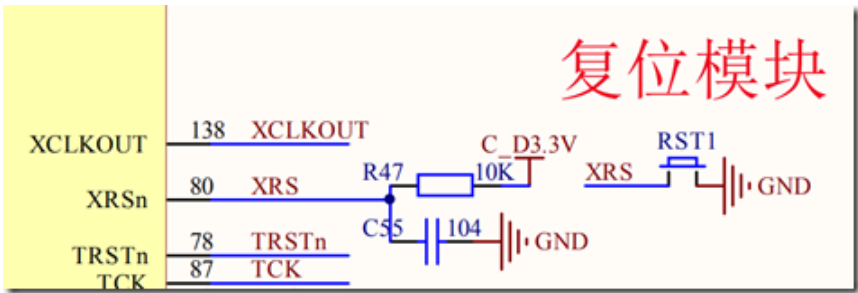 复位模块
XCLKOUT 138 XCLKOUT
C_D3.3V RST1
R47 10K XRS
XRSn 80 XRS GND
C55 104
TRSTn 78 TRSTn GND
TCK 87 TCK